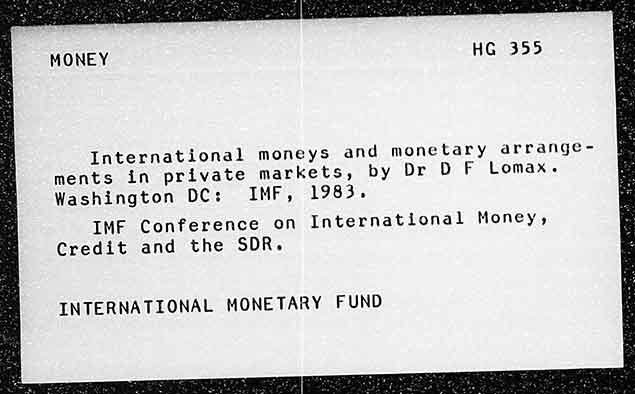 MONEY HG 355
International moneys and monetary arrange-
ments in private markets, by Dr D F Lomax.
Washington DC: IMF, 1983.
IMF Conference on International Money,
Credit and the SDR.
INTERNATIONAL MONETARY FUND